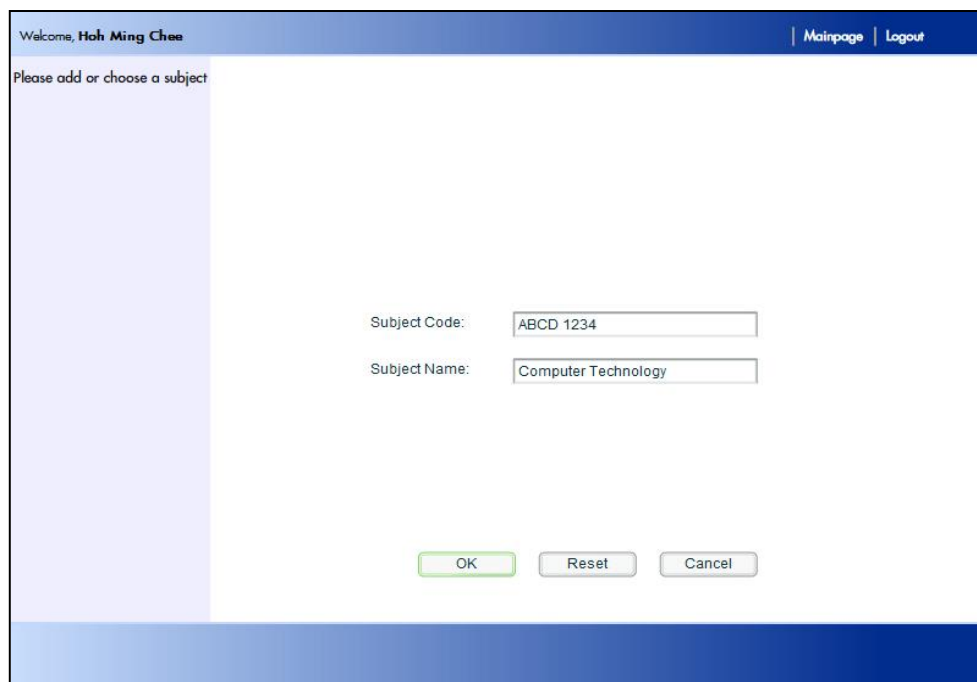 Welcome, Hoh Ming Chee | Mainpage | Logout
Please add or choose a subject
Subject Code: ABCD 1234
Subject Name: Computer Technology
OK Reset Cancel